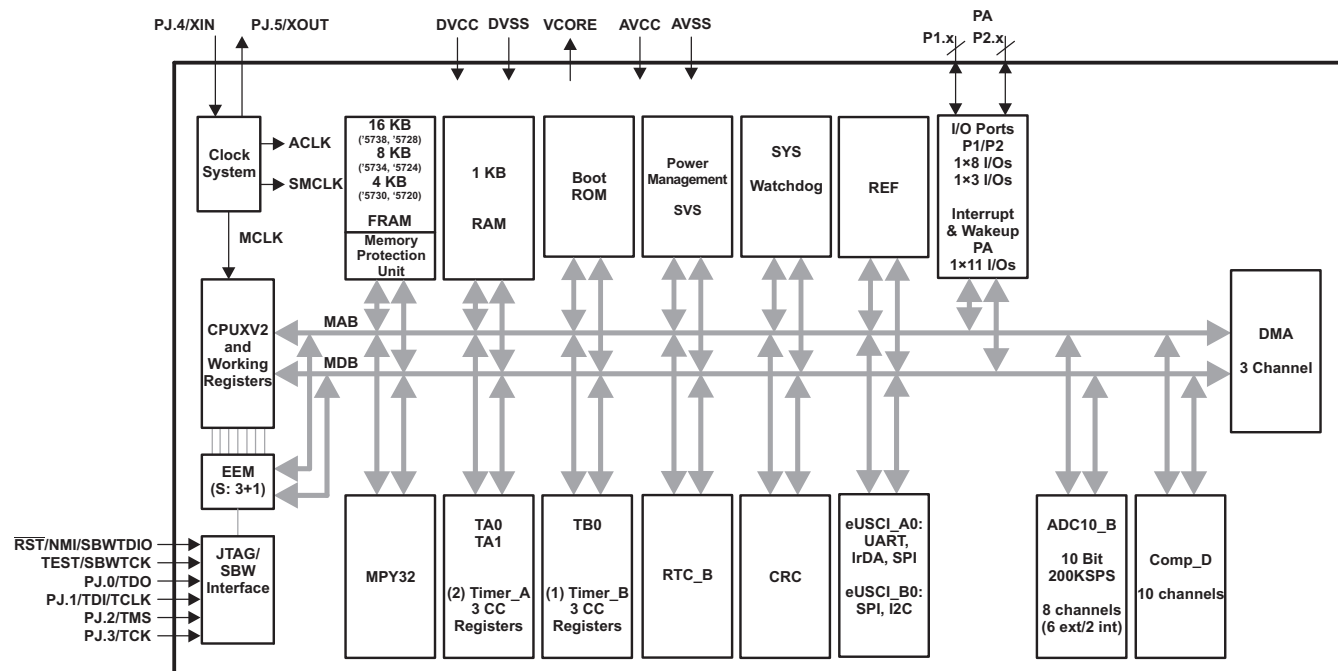 PJ.4/XIN
PJ.5/XOUT
DVCC
DVSS
VCORE
AVCC
AVSS
PA
P1.x
P2.x
Clock
System
ACLK
SMCLK
MCLK
16 KB
('5738, '5728)
8 KB
('5734, '5724)
4 KB
('5730, '5720)
FRAM
Memory
Protection
Unit
1 KB
RAM
Boot
ROM
Power
Management
SVS
SYS
Watchdog
REF
I/O Ports
P1/P2
1×8 I/Os
1×3 I/Os
Interrupt
& Wakeup
PA
1×11 I/Os
CPUXV2
and
Working
Registers
MAB
MDB
DMA
3 Channel
EEM
(S: 3+1)
RST/NMI/SBWTDIO
TEST/SBWTCK
PJ.0/TDO
PJ.1/TDI/TCLK
PJ.2/TMS
PJ.3/TCK
JTAG/
SBW
Interface
MPY32
TA0
TA1
(2) Timer_A
3 CC
Registers
TB0
(1) Timer_B
3 CC
Registers
RTC_B
CRC
eUSCI_A0:
UART,
IrDA, SPI
eUSCI_B0:
SPI, I2C
ADC10_B
10 Bit
200KSPS
8 channels
(6 ext/2 int)
Comp_D
10 channels